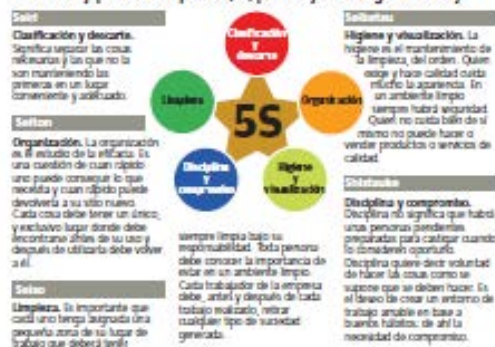 Seiri
Clasificación y descarte.
Significa separar las cosas
necesarias y las que no la
son manteniendo las
primeras en un lugar
conveniente y adecuado.
Seiton
Organización. La organización
es el estudio de la eficacia. Es
una cuestión de cuan rápido
uno puede conseguir lo que
necesita y cuan rápido puede
devolverla a su sitio nuevo.
Cada cosa debe tener un único,
y exclusivo lugar donde debe
encontrarse antes de su uso y
después de utilizarla debe volver
a él.
Seiso
Limpieza. Es importante que
cada uno tenga asignada una
pequeña zona de su lugar de
trabajo que deberá tener
Clasificación
y
descarte
Limpieza
Organización
5S
Disciplina
y
compromiso
Higiene
y
visualización
siempre limpia bajo su
responsabilidad. Toda persona
debe conocer la importancia de
estar en un ambiente limpio.
Cada trabajador de la empresa
debe, antes y después de cada
trabajo realizado, retirar
cualquier tipo de suciedad
generada.
Seiketsu
Higiene y visualización. La
higiene es el mantenimiento de
la limpieza, del orden. Quien
exige y hace calidad cuida
mucho la apariencia. En
un ambiente limpio
siempre habrá seguridad.
Quien no cuida bien de sí
mismo no puede hacer o
vender productos o servicios de
calidad.
Shitsuke
Disciplina y compromiso.
Disciplina no significa que habrá
unas personas pendientes
preparadas para castigar cuando
lo consideren oportuno.
Disciplina quiere decir voluntad
de hacer las cosas como se
supone que se deben hacer. Es
el deseo de crear un entorno de
trabajo amable en base a
buenos hábitos: de ahí la
necesidad de compromiso.